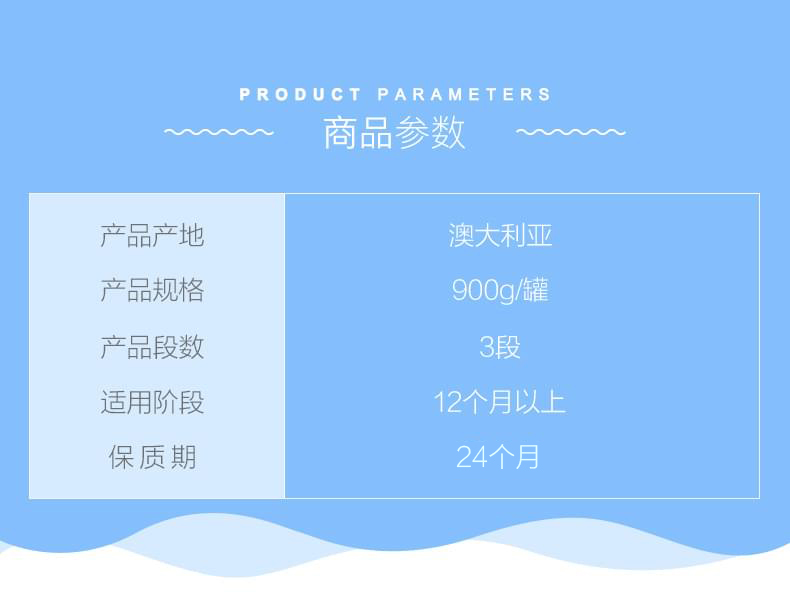 PRODUCT PARAMETERS
商品参数
产品产地 澳大利亚
产品规格 900g/罐
产品段数 3段
适用阶段 12个月以上
保质期 24个月